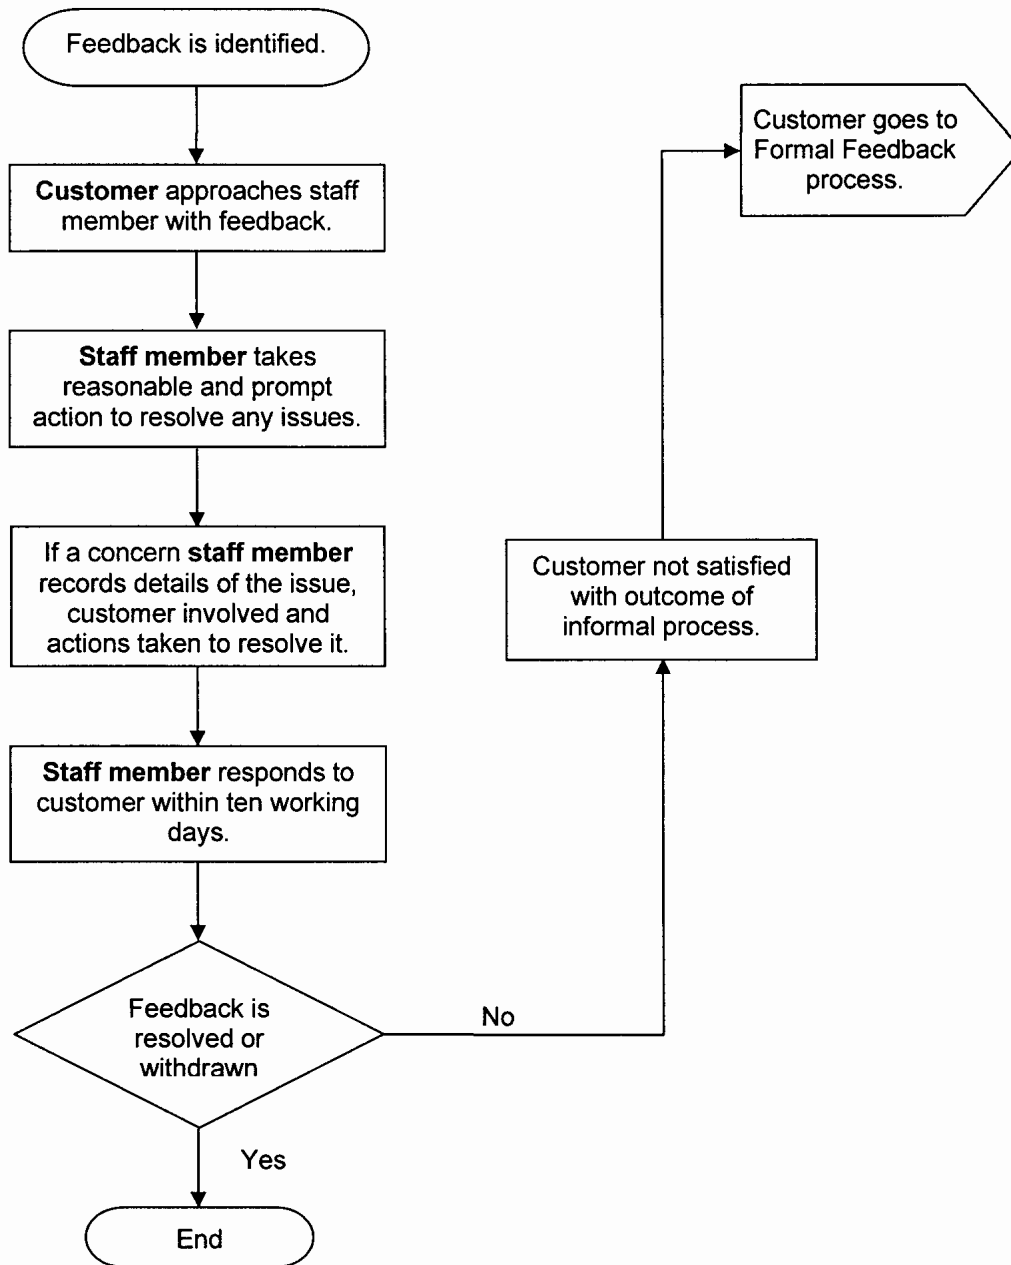 Feedback is identified.
Customer approaches staff
member with feedback.
Staff member takes
reasonable and prompt
action to resolve any issues.
If a concern staff member
records details of the issue,
customer involved and
actions taken to resolve it.
Staff member responds to
customer within ten working
days.
Feedback is
resolved or
withdrawn
No
Yes
End
Customer not satisfied
with outcome of
informal process.
Customer goes to
Formal Feedback
process.